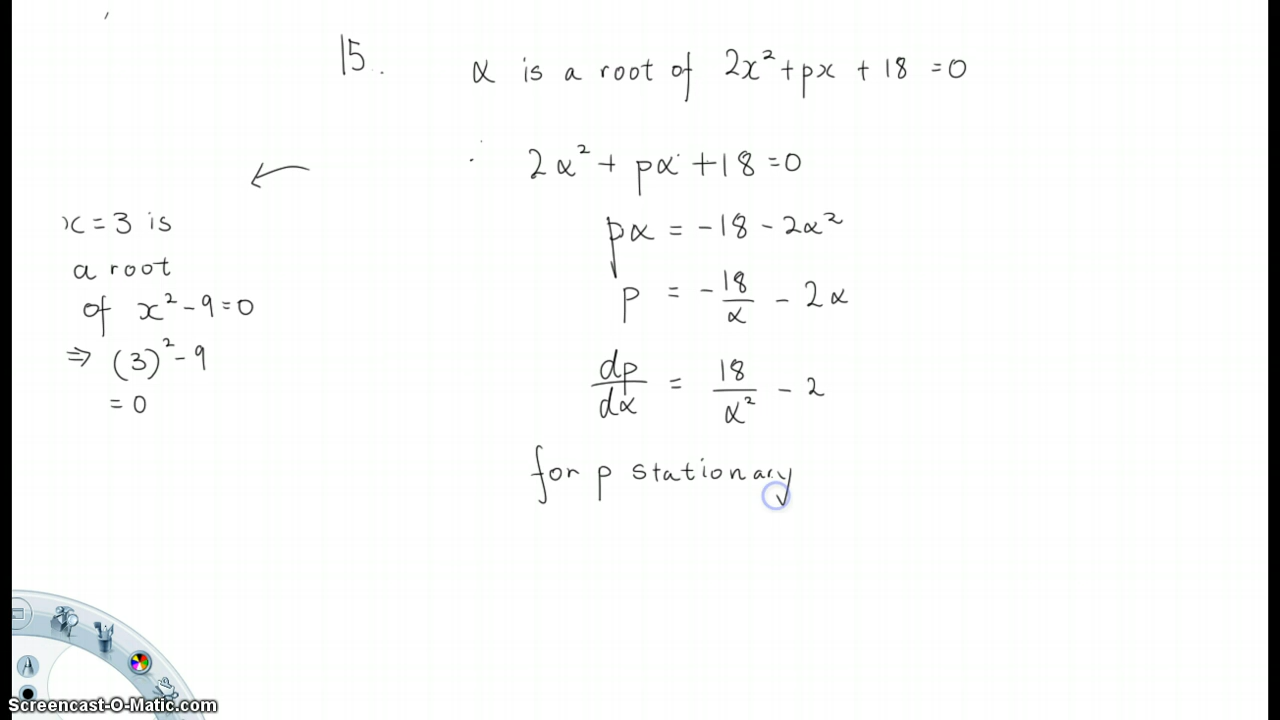 15.
α is a root of 2x² + px + 18 = 0
2α² + pα + 18 = 0
pα = -18 - 2α²
p = -18/α - 2α
dp/dα = 18/α² - 2
for p stationary
x = 3 is
a root
of x² - 9 = 0
⇒ (3)² - 9
= 0
Screencast-O-Matic.com